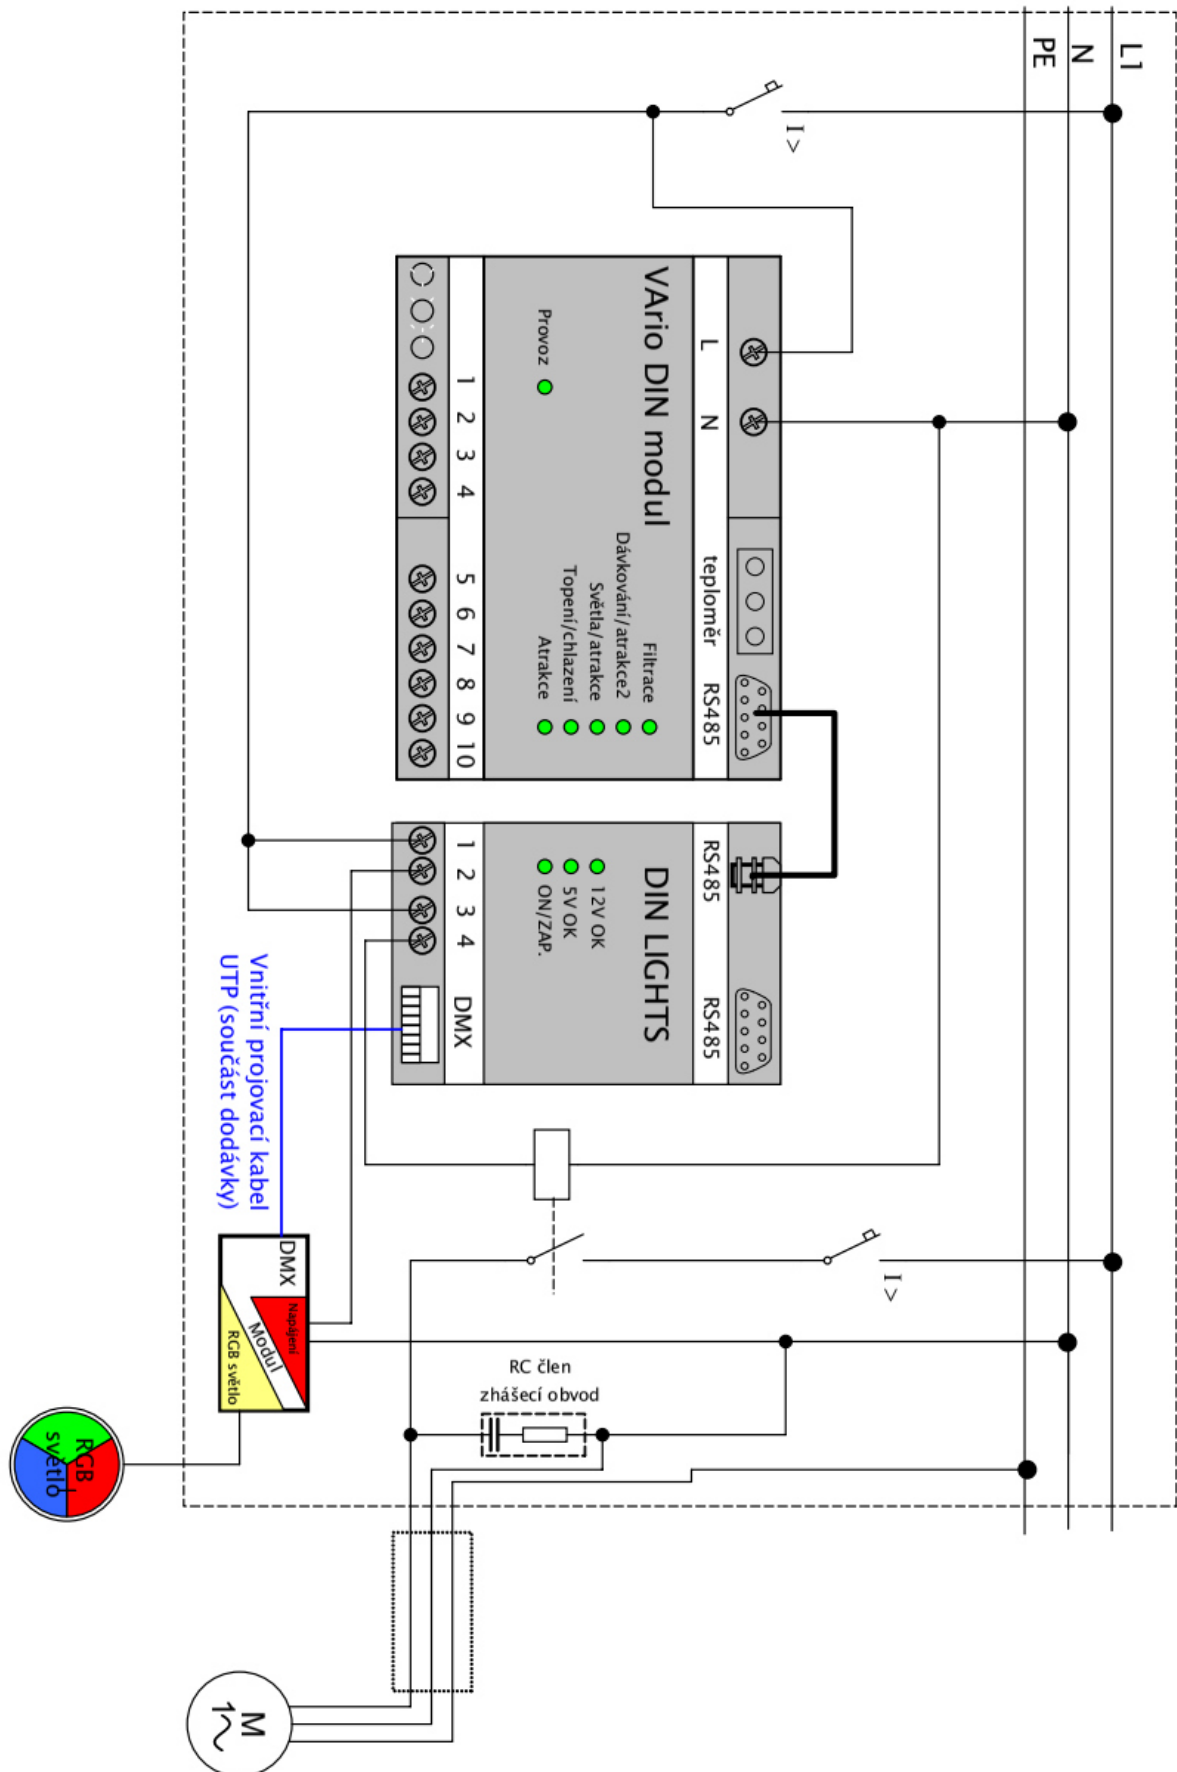 L1
N
PE
I >
VArio DIN modul
L
N
teploměr
RS485
Provoz
Filtrace
Dávkování/atrakce2
Světla/atrakce
Topení/chlazení
Atrakce
1 2 3 4 5 6 7 8 9 10
DIN LIGHTS
RS485
RS485
12V OK
5V OK
ON/ZAP.
1 2 3 4 DMX
Vnitřní projovací kabel
UTP (součást dodávky)
I >
DMX
Napájení
Modul
RGB světlo
RC člen
zhášecí obvod
RGB
světlo
M
1~